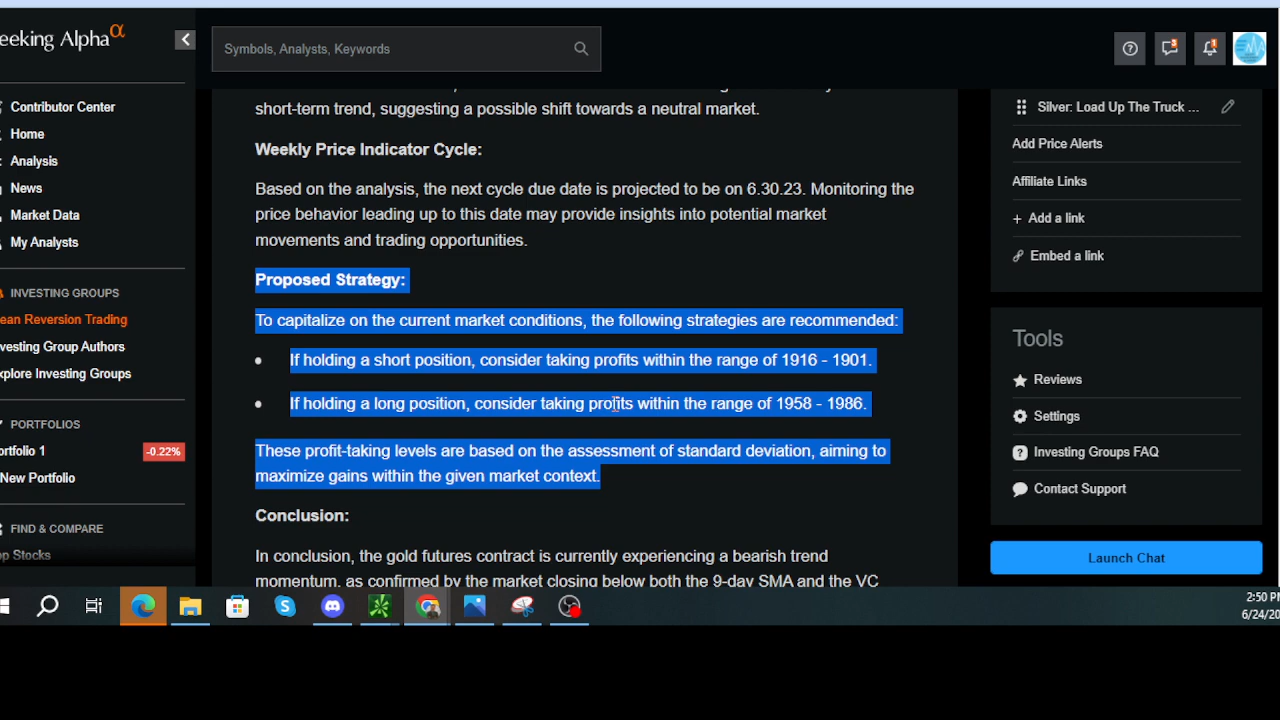 eeking Alpha α
Symbols, Analysts, Keywords
Contributor Center
Home
Analysis
News
Market Data
My Analysts
INVESTING GROUPS
ean Reversion Trading
vesting Group Authors
xplore Investing Groups
PORTFOLIOS
ortfolio 1
-0.22%
New Portfolio
FIND & COMPARE
op Stocks
short-term trend, suggesting a possible shift towards a neutral market.
Weekly Price Indicator Cycle:
Based on the analysis, the next cycle due date is projected to be on 6.30.23. Monitoring the
price behavior leading up to this date may provide insights into potential market
movements and trading opportunities.
Proposed Strategy:
To capitalize on the current market conditions, the following strategies are recommended:
● If holding a short position, consider taking profits within the range of 1916 - 1901.
● If holding a long position, consider taking profits within the range of 1958 - 1986.
These profit-taking levels are based on the assessment of standard deviation, aiming to
maximize gains within the given market context.
Conclusion:
In conclusion, the gold futures contract is currently experiencing a bearish trend
momentum, as confirmed by the market closing below both the 9-day SMA and the VC
Silver: Load Up The Truck ...
Add Price Alerts
Affiliate Links
+ Add a link
Embed a link
Tools
Reviews
Settings
Investing Groups FAQ
Contact Support
Launch Chat
2:50 P
6/24/20